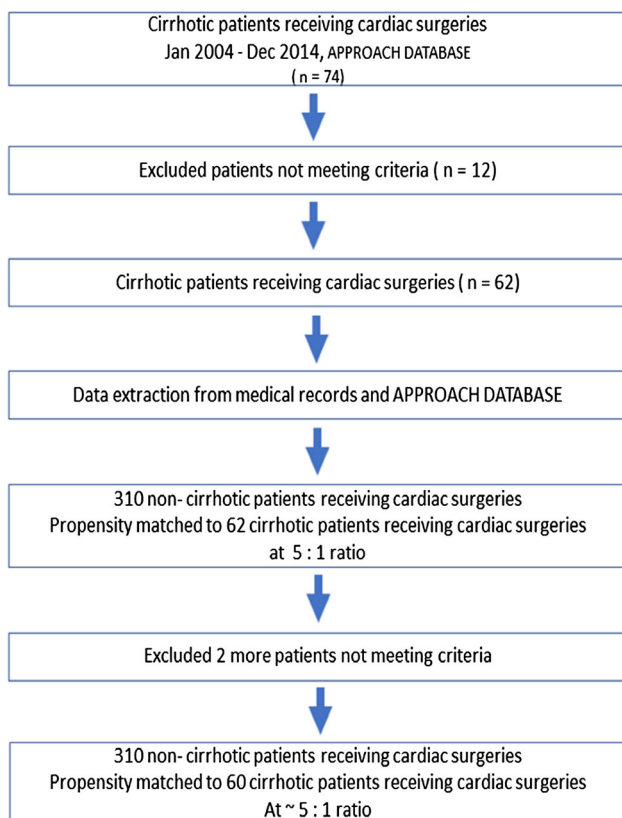 Cirrhotic patients receiving cardiac surgeries
Jan 2004 - Dec 2014, APPROACH DATABASE
( n = 74)
Excluded patients not meeting criteria ( n = 12)
Cirrhotic patients receiving cardiac surgeries ( n = 62)
Data extraction from medical records and APPROACH DATABASE
310 non- cirrhotic patients receiving cardiac surgeries
Propensity matched to 62 cirrhotic patients receiving cardiac surgeries
at 5 : 1 ratio
Excluded 2 more patients not meeting criteria
310 non- cirrhotic patients receiving cardiac surgeries
Propensity matched to 60 cirrhotic patients receiving cardiac surgeries
At ~ 5 : 1 ratio